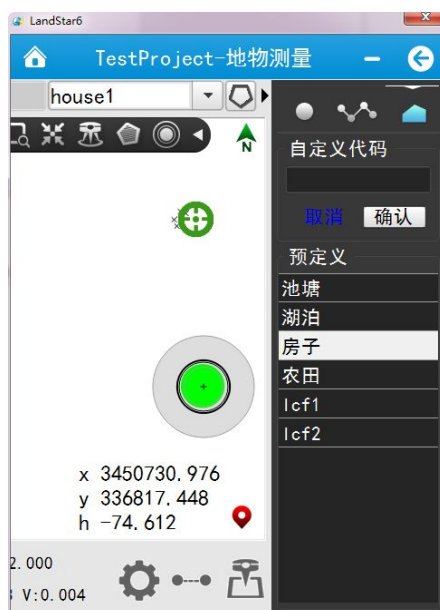 LandStar6
TestProject-地物测量
house1
N
自定义代码
取消 确认
预定义
池塘
湖泊
房子
农田
lcf1
lcf2
x 3450730.976
y 336817.448
h -74.612
2.000
V:0.004